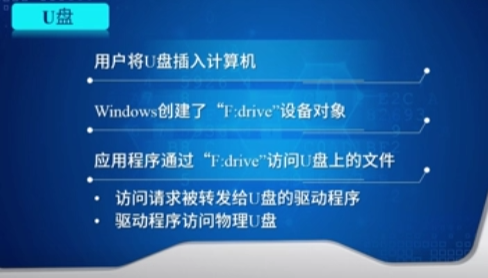 U盘
用户将U盘插入计算机
Windows创建了“F:drive”设备对象
应用程序通过“F:drive”访问U盘上的文件
• 访问请求被转发给U盘的驱动程序
• 驱动程序访问物理U盘